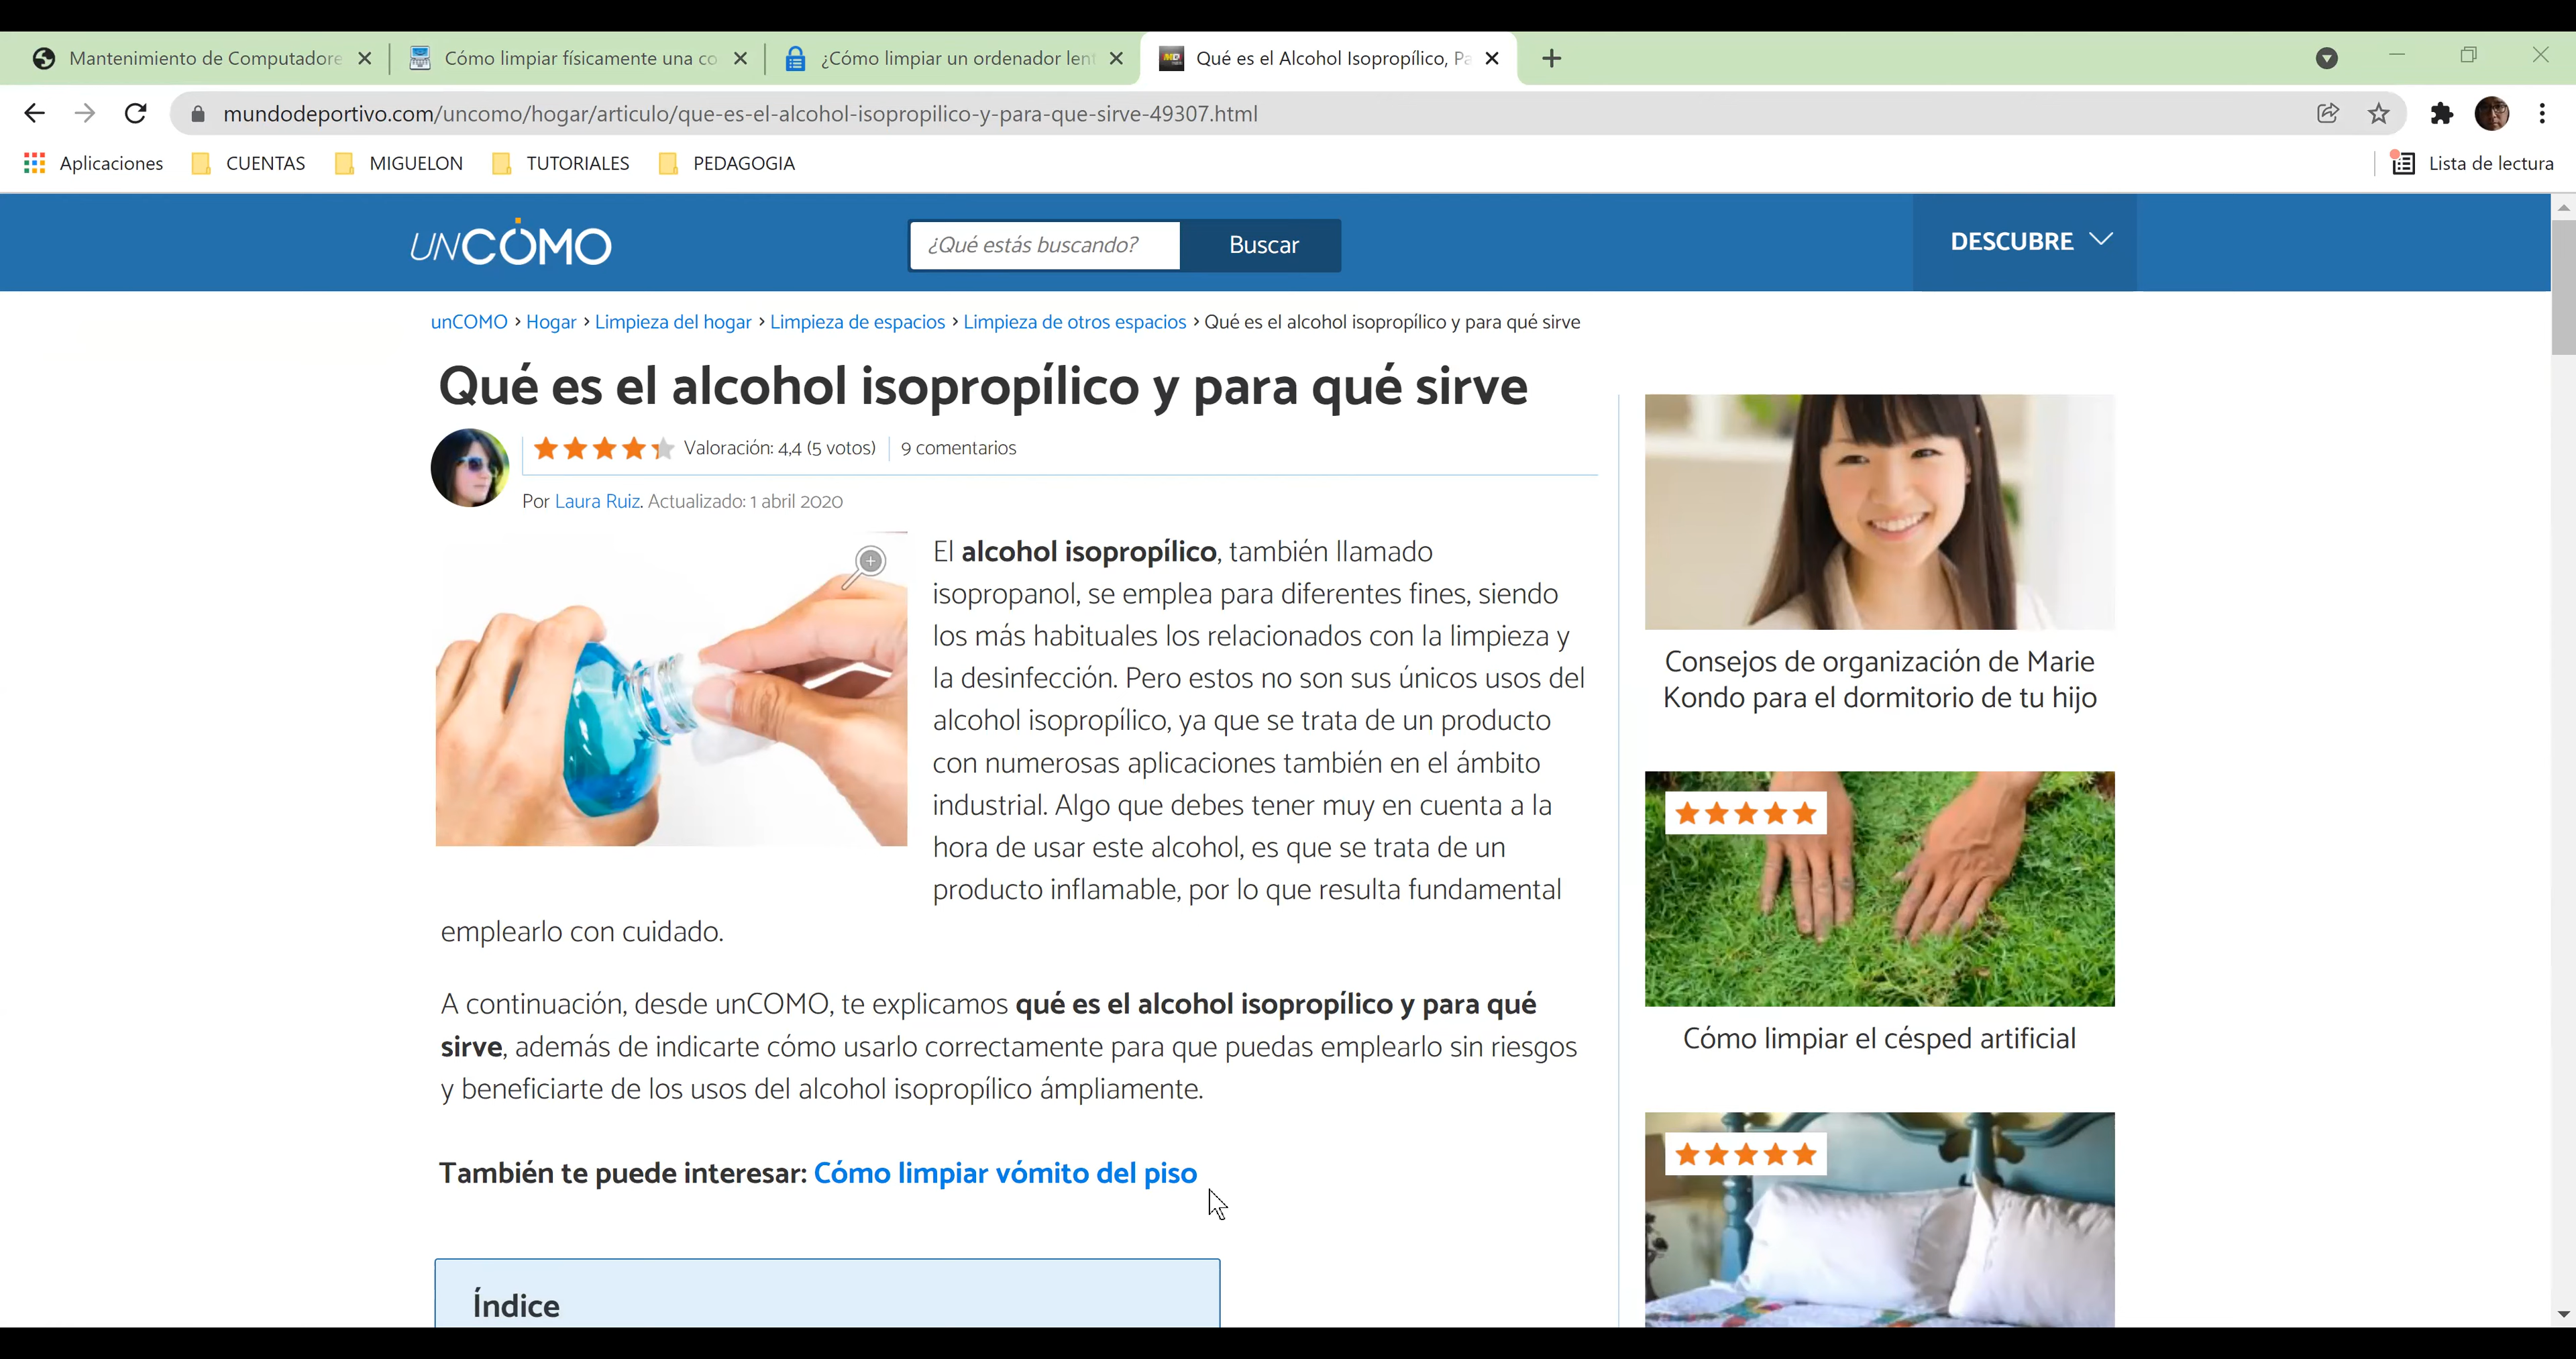 Mantenimiento de Computadore
Cómo limpiar físicamente una co
¿Cómo limpiar un ordenador lent
Qué es el Alcohol Isopropílico, Pa
mundodeportivo.com/uncomo/hogar/articulo/que-es-el-alcohol-isopropilico-y-para-que-sirve-49307.html
Aplicaciones
CUENTAS
MIGUELON
TUTORIALES
PEDAGOGIA
Lista de lectura
UNCOMO
¿Qué estás buscando?
Buscar
DESCUBRE
unCOMO › Hogar › Limpieza del hogar › Limpieza de espacios › Limpieza de otros espacios › Qué es el alcohol isopropílico y para qué sirve
Qué es el alcohol isopropílico y para qué sirve
Valoración: 4,4 (5 votos)
9 comentarios
Por Laura Ruiz. Actualizado: 1 abril 2020
El alcohol isopropílico, también llamado
isopropanol, se emplea para diferentes fines, siendo
los más habituales los relacionados con la limpieza y
la desinfección. Pero estos no son sus únicos usos del
alcohol isopropílico, ya que se trata de un producto
con numerosas aplicaciones también en el ámbito
industrial. Algo que debes tener muy en cuenta a la
hora de usar este alcohol, es que se trata de un
producto inflamable, por lo que resulta fundamental
emplearlo con cuidado.
A continuación, desde unCOMO, te explicamos qué es el alcohol isopropílico y para qué
sirve, además de indicarte cómo usarlo correctamente para que puedas emplearlo sin riesgos
y beneficiarte de los usos del alcohol isopropílico ámpliamente.
También te puede interesar: Cómo limpiar vómito del piso
Índice
Consejos de organización de Marie
Kondo para el dormitorio de tu hijo
Cómo limpiar el césped artificial